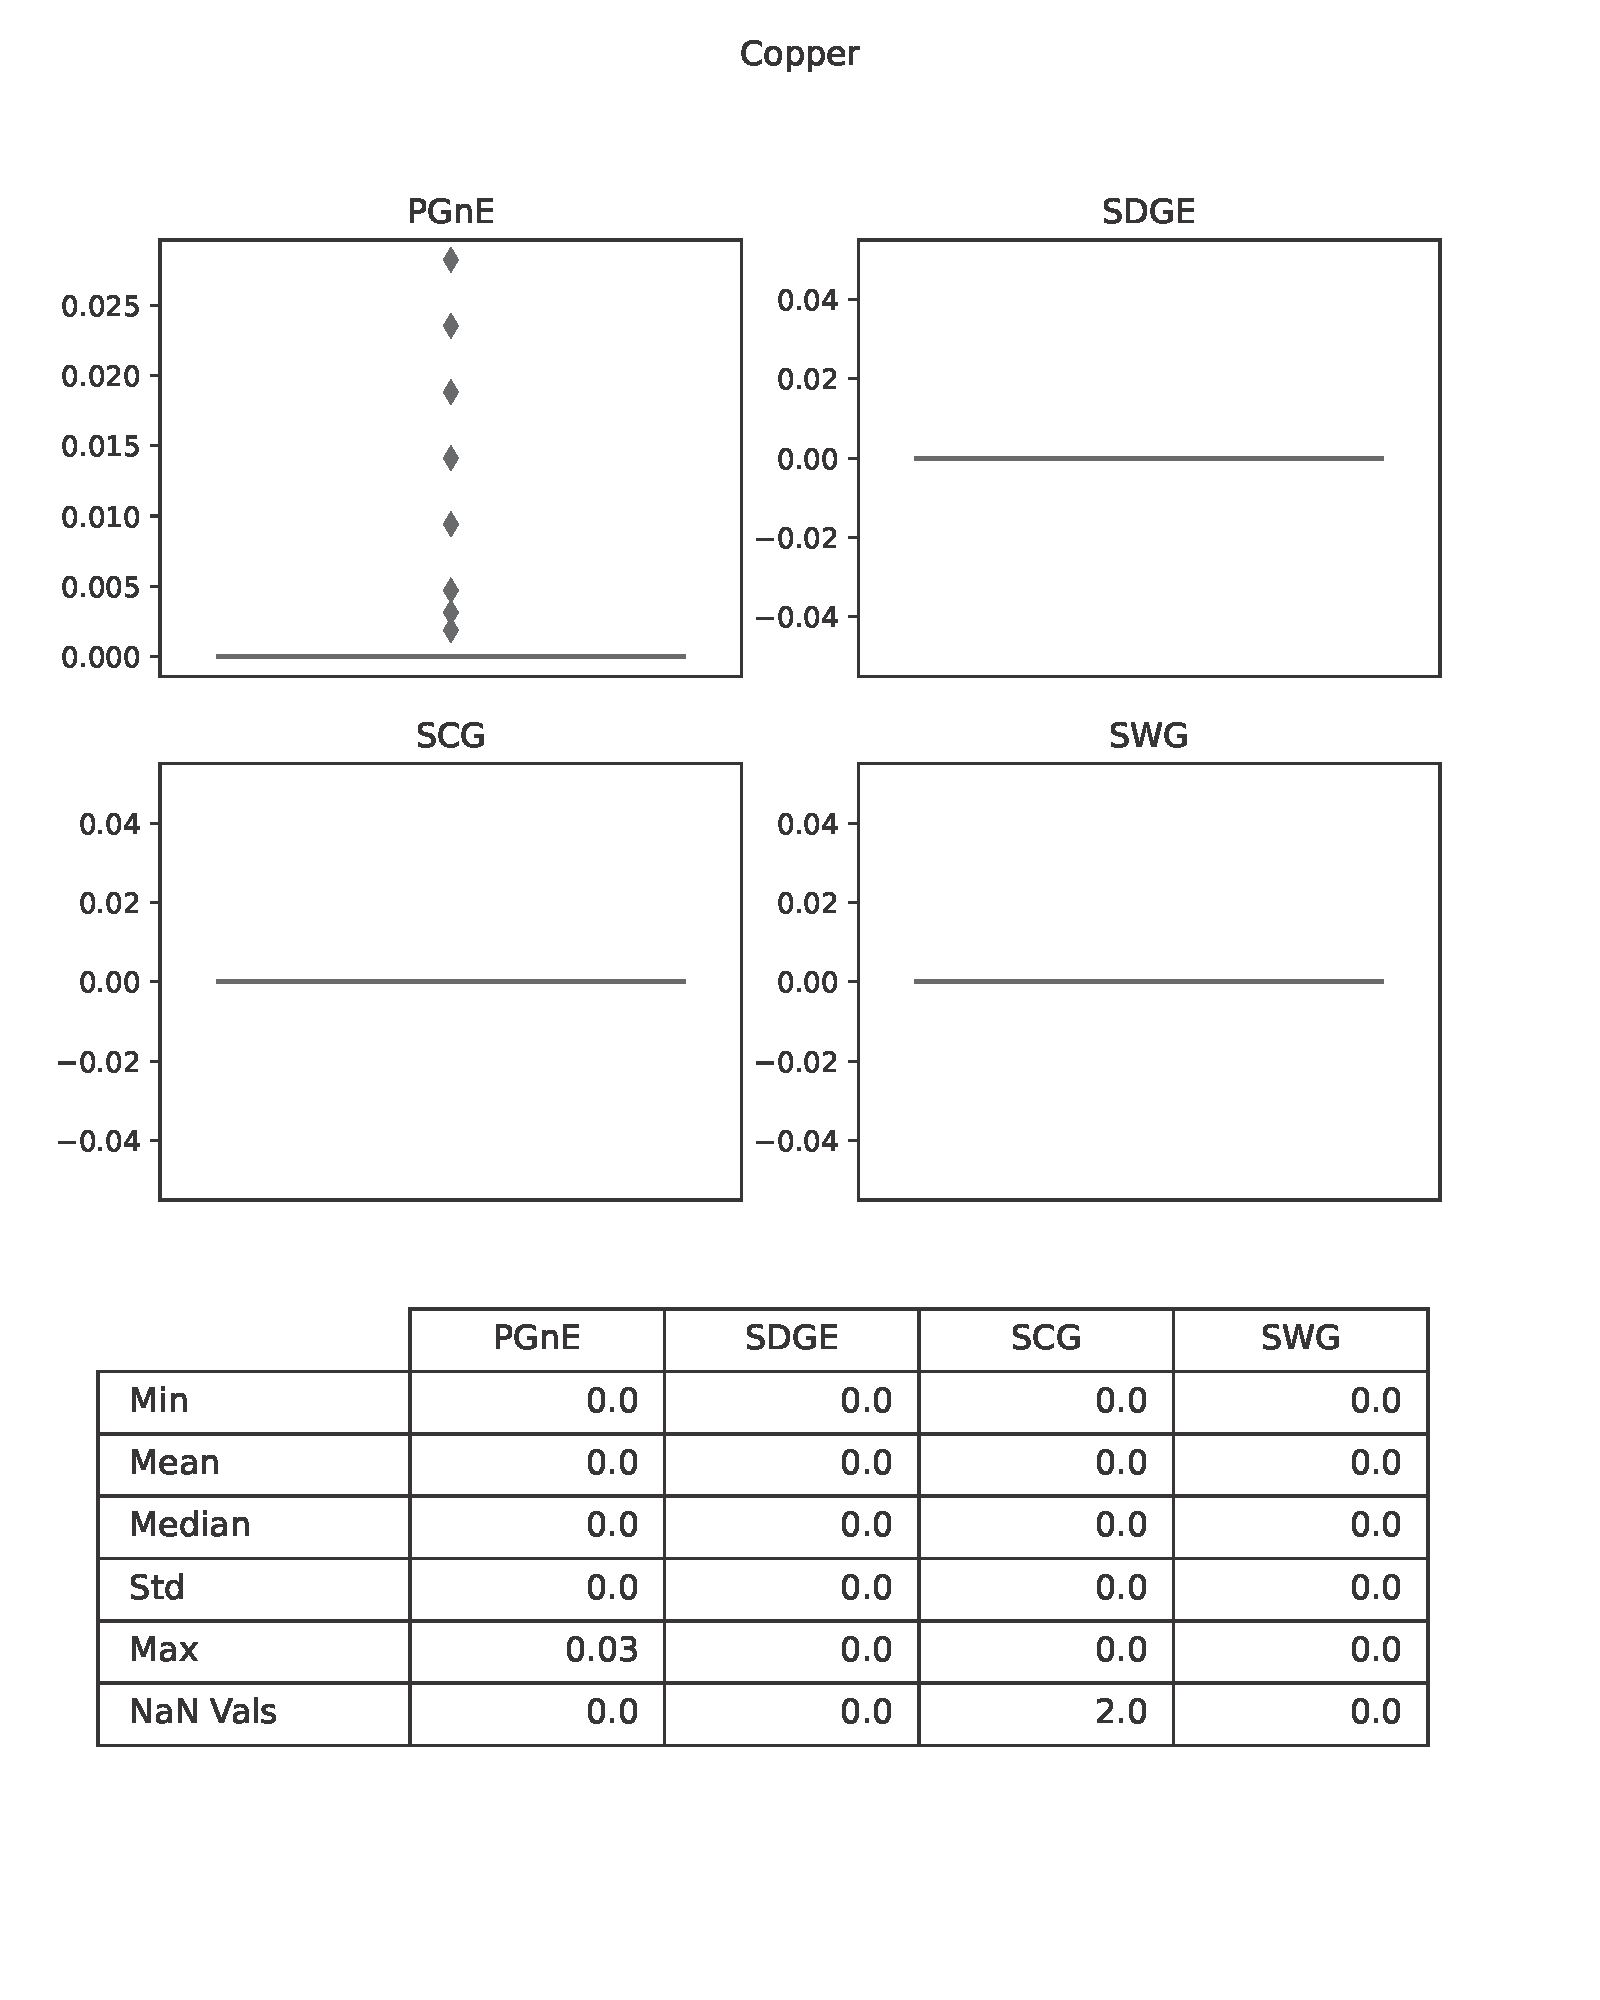 Copper
PGnE
0.025
0.020
0.015
0.010
0.005
0.000
SDGE
0.04
0.02
0.00
−0.02
−0.04
SCG
0.04
0.02
0.00
−0.02
−0.04
SWG
0.04
0.02
0.00
−0.02
−0.04
PGnE SDGE SCG SWG
Min 0.0 0.0 0.0 0.0
Mean 0.0 0.0 0.0 0.0
Median 0.0 0.0 0.0 0.0
Std 0.0 0.0 0.0 0.0
Max 0.03 0.0 0.0 0.0
NaN Vals 0.0 0.0 2.0 0.0